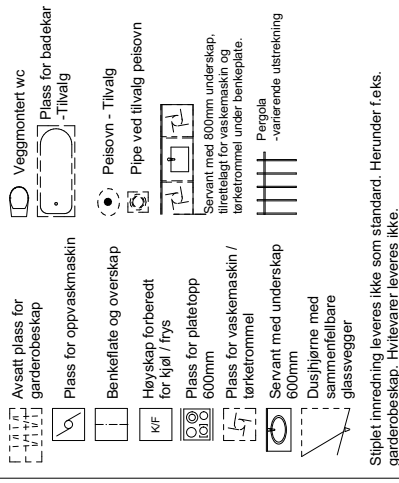 Avsatt plass for
garderobeskap
Plass for oppvaskmaskin
Benkeflate og overskap
K/F
Høyskap forberedt
for kjøl / frys
Plass for platetopp
600mm
Plass for vaskemaskin /
tørketrommel
Servant med underskap
600mm
Dusjhjørne med
sammenfellbare
glassvegger
Veggmontert wc
Plass for badekar
-Tilvalg
Peisovn - Tilvalg
Pipe ved tilvalg peisovn
Servant med 800mm underskap,
tilrettelagt for vaskemaskin og
tørketrommel under benkeplate.
Pergola
-varierende utstrekning
Stiplet innredning leveres ikke som standard. Herunder f.eks.
garderobeskap. Hvitevarer leveres ikke.